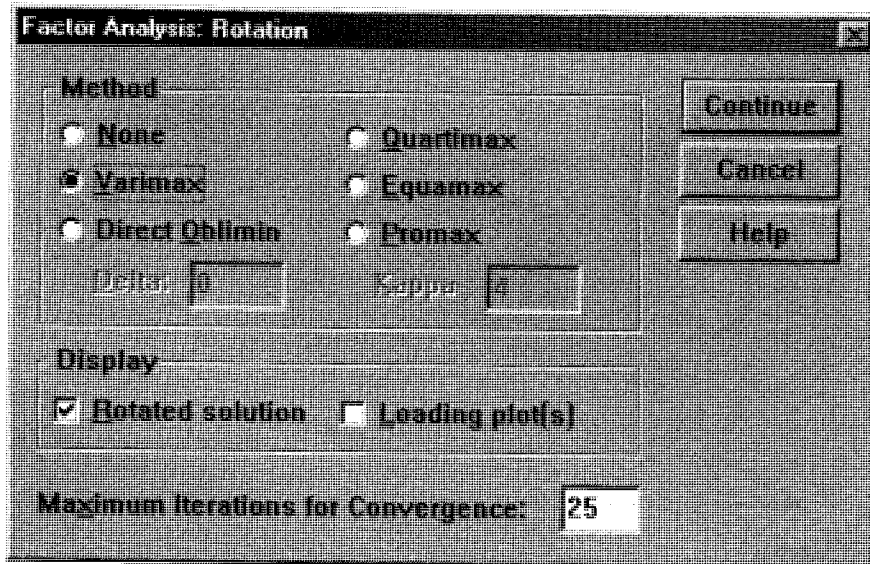 Factor Analysis: Rotation
Method
None
Quartimax
Varimax
Equamax
Direct Oblimin
Promax
Delta: 0
Kappa 4
Continue
Cancel
Help
Display
Rotated solution
Loading plot(s)
Maximum Iterations for Convergence: 25